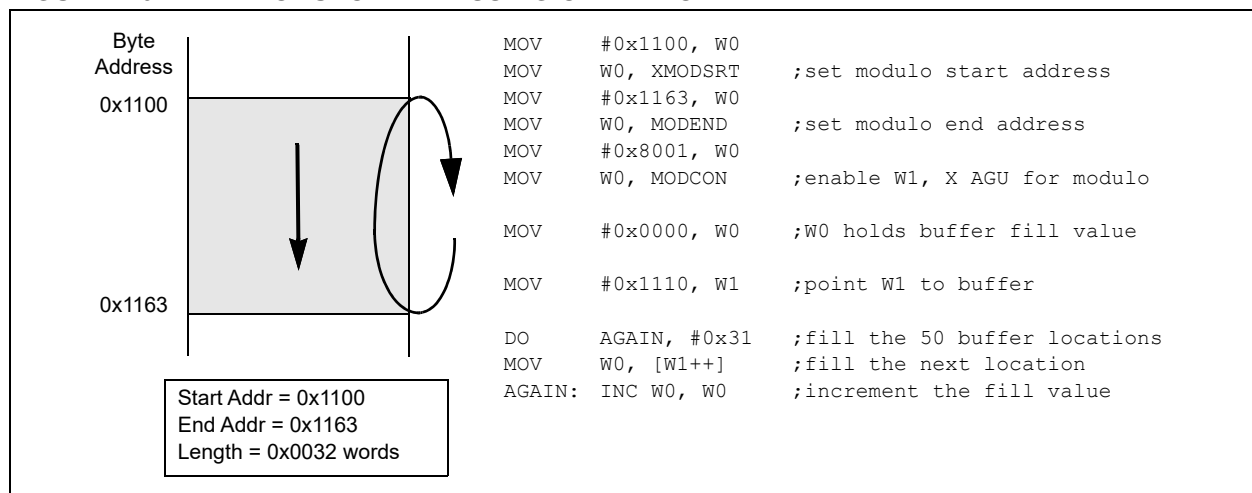 Byte
Address
0x1100
0x1163
Start Addr = 0x1100
End Addr = 0x1163
Length = 0x0032 words
MOV #0x1100, W0
MOV W0, XMODSRT ;set modulo start address
MOV #0x1163, W0
MOV W0, MODEND ;set modulo end address
MOV #0x8001, W0
MOV W0, MODCON ;enable W1, X AGU for modulo
MOV #0x0000, W0 ;W0 holds buffer fill value
MOV #0x1110, W1 ;point W1 to buffer
DO AGAIN, #0x31 ;fill the 50 buffer locations
MOV W0, [W1++] ;fill the next location
AGAIN: INC W0, W0 ;increment the fill value